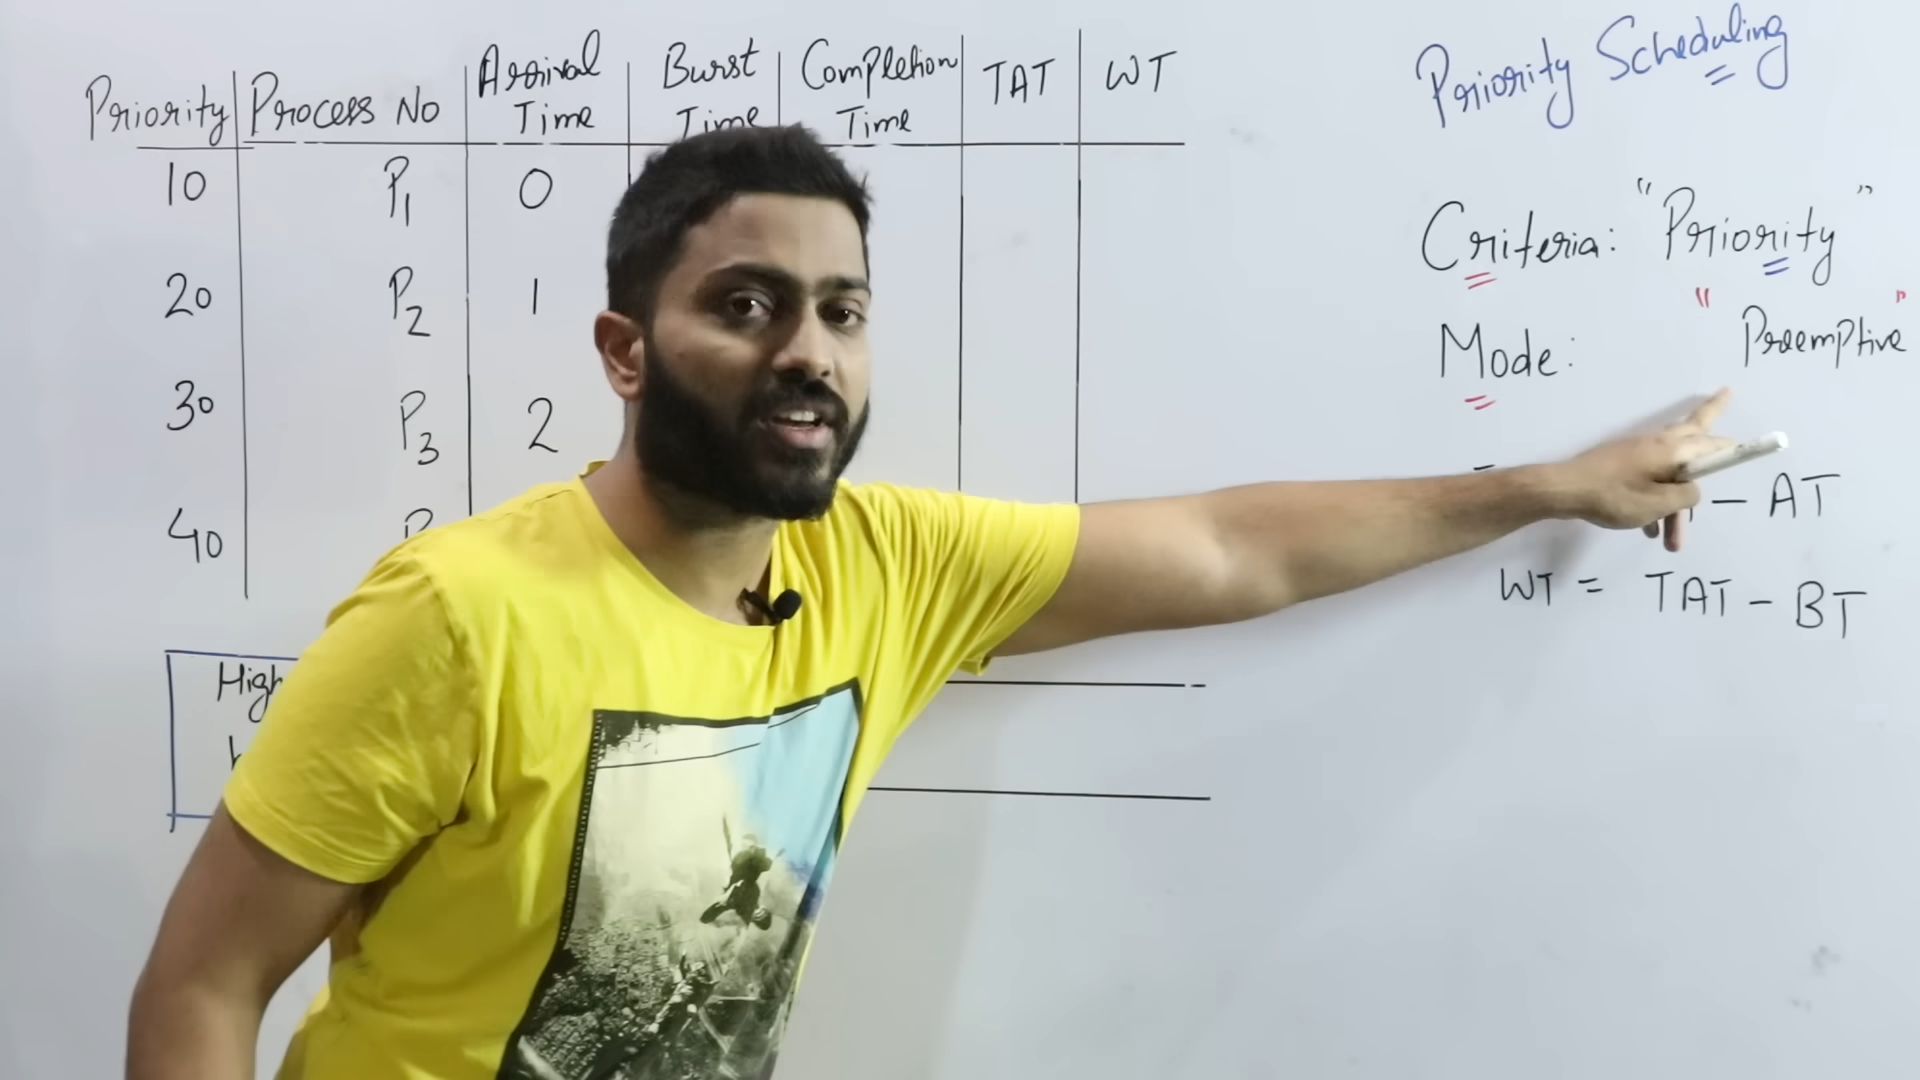 Priority Process No Arrival Time Burst Time Completion Time TAT WT
10 P1 0
20 P2 1
30 P3 2
40
Priority Scheduling
Criteria: "Priority"
Mode: "Preemptive"
- AT
WT = TAT - BT